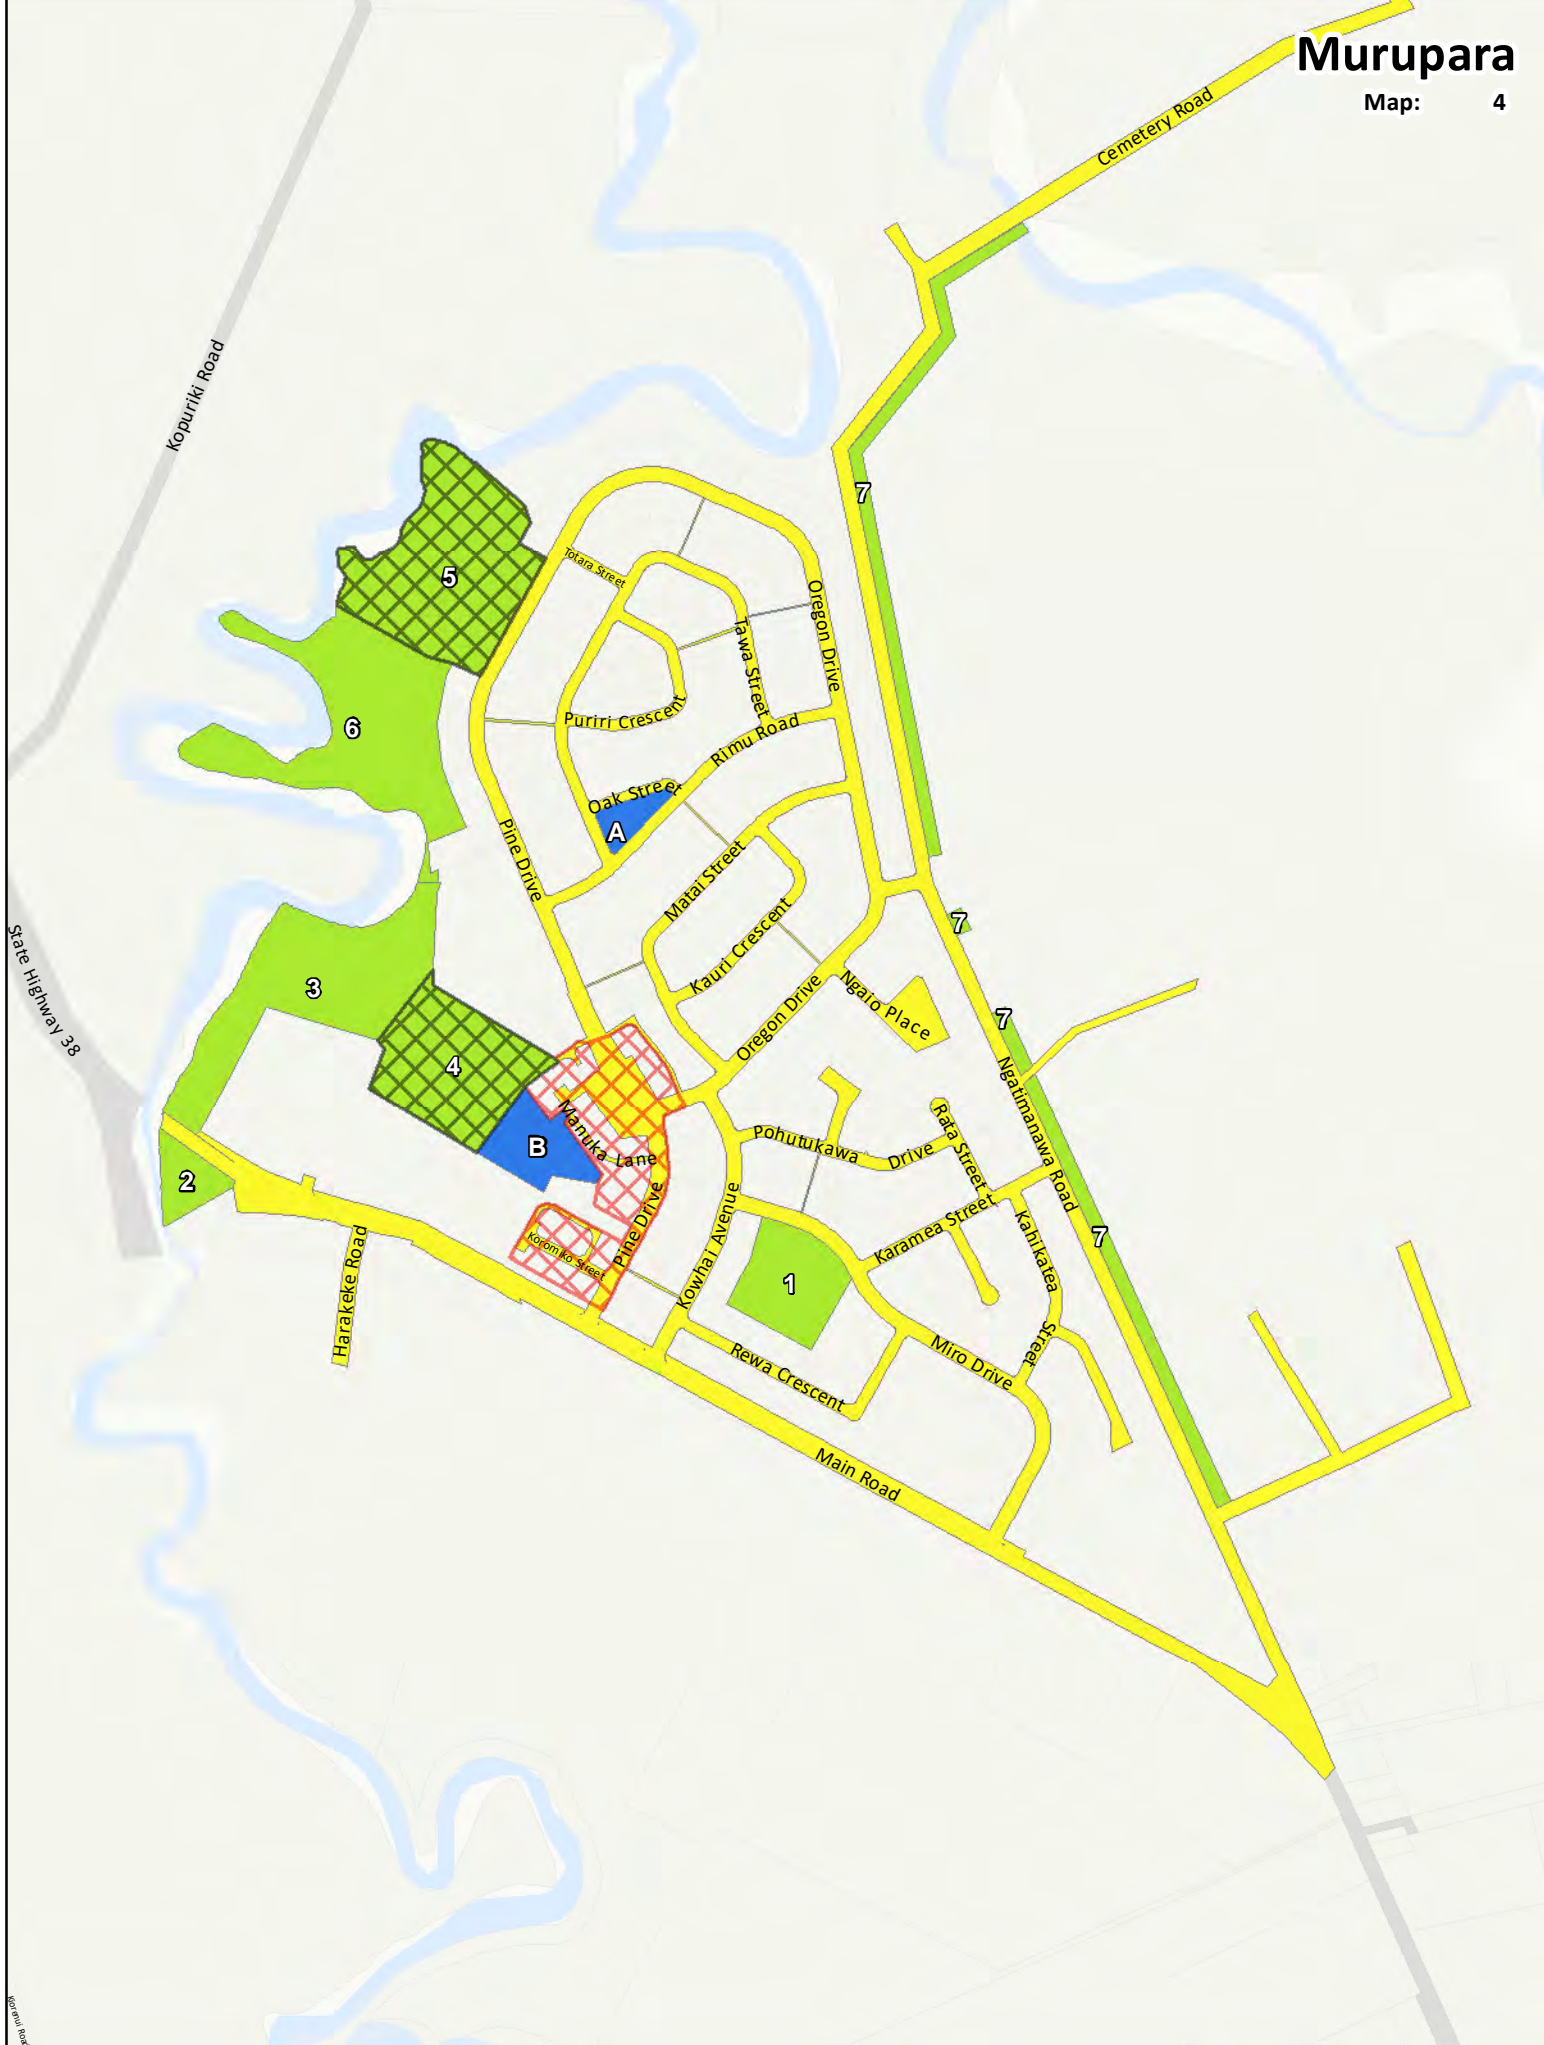 Murupara
Map: 4
Cemetery Road
Kopuriki Road
7
5
Totara Street
Oregon Drive
Tawa Street
6
Puriri Crescent
Rimu Road
Oak Street
A
Pine Drive
Matai Street
Kauri Crescent
7
State Highway 38
3
Ngaio Place
Oregon Drive
7
4
Ngatimanawa Road
Manuka Lane
B
Pohutukawa Drive
Rata Street
2
Pine Drive
Kowhai Avenue
Karamea Street
Kahikatea Street
7
Koromiko Street
Harakeke Road
1
Rewa Crescent
Miro Drive
Main Road